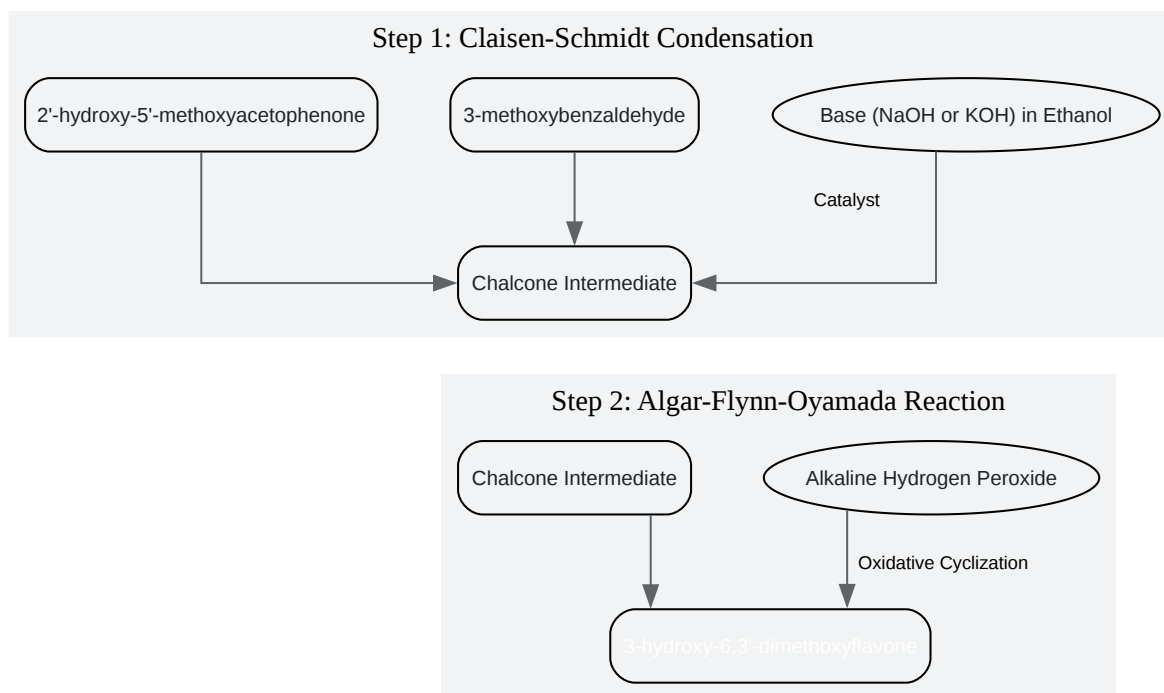 Step 1: Claisen-Schmidt Condensation
2'-hydroxy-5'-methoxyacetophenone
3-methoxybenzaldehyde
Base (NaOH or KOH) in Ethanol
Catalyst
Chalcone Intermediate
Step 2: Algar-Flynn-Oyamada Reaction
Chalcone Intermediate
Alkaline Hydrogen Peroxide
Oxidative Cyclization
3-hydroxy-6,3'-dimethoxyflavone